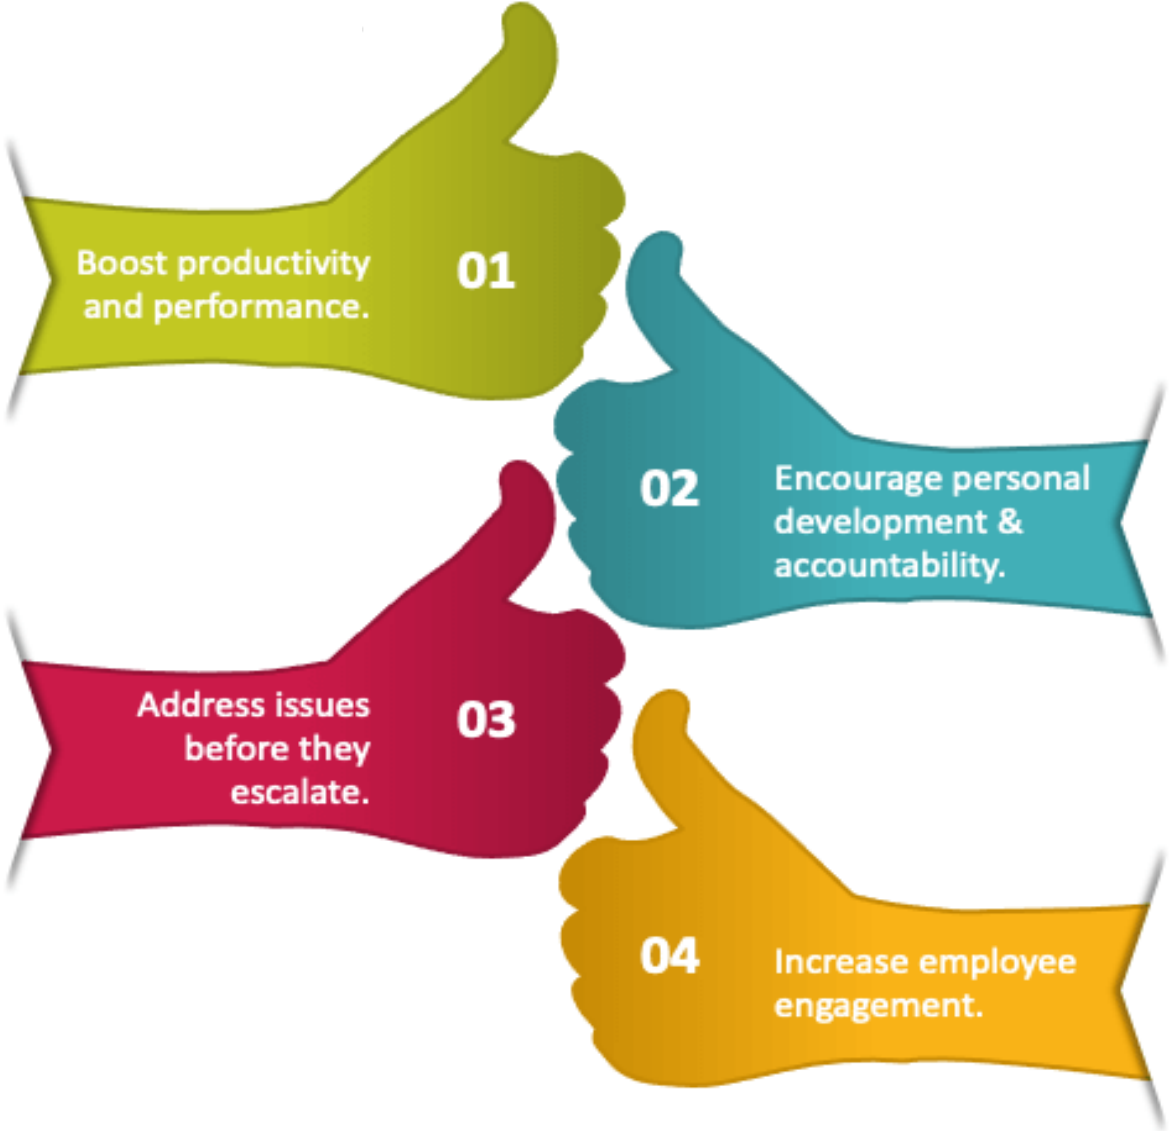 Boost productivity
and performance.
01
02
Encourage personal
development &
accountability.
Address issues
before they
escalate.
03
04
Increase employee
engagement.